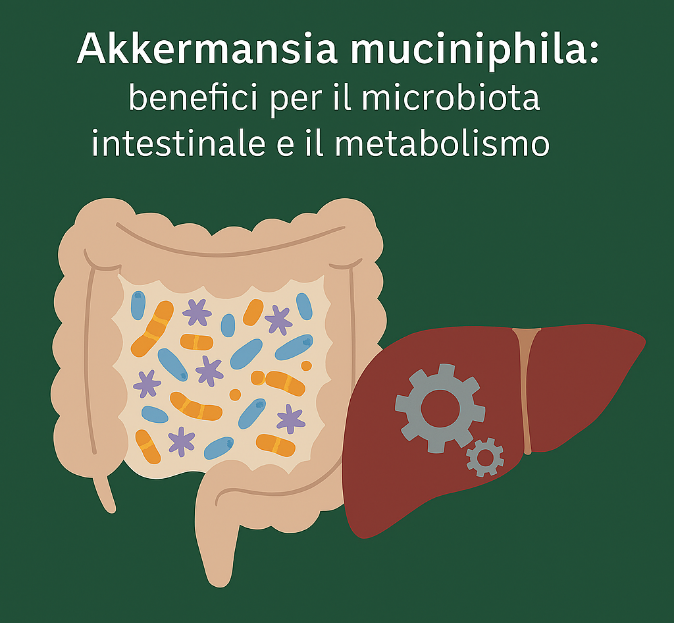 Akkermansia muciniphila:
benefici per il microbiota
intestinale e il metabolismo